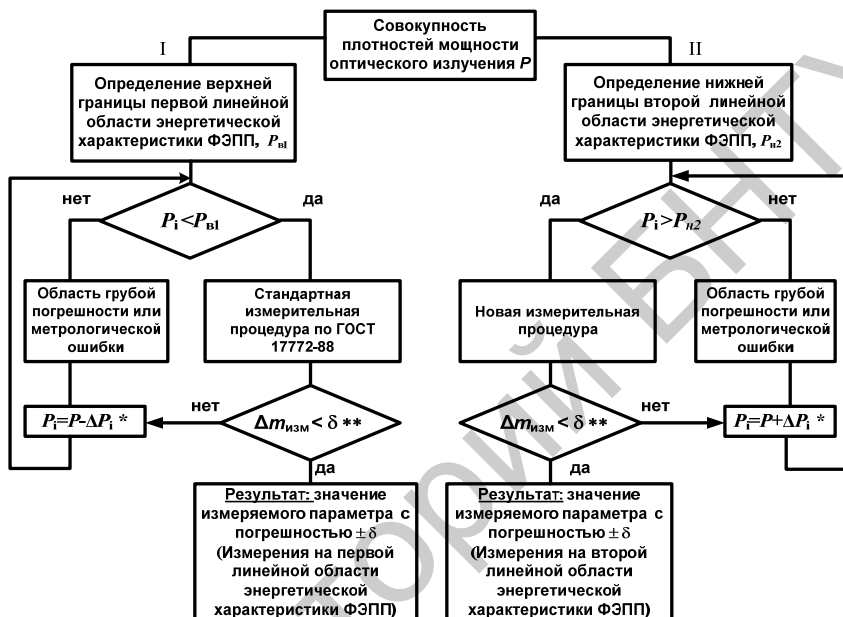 Совокупность
плотностей мощности
оптического излучения P
I
II
Определение верхней
границы первой линейной
области энергетической
характеристики ФЭПП, Pв1
Определение нижней
границы второй линейной
области энергетической
характеристики ФЭПП, Pн2
нет
да
Pi<Pв1
да
нет
Pi>Pн2
Область грубой
погрешности или
метрологической
ошибки
Стандартная
измерительная
процедура по ГОСТ
17772-88
Новая измерительная
процедура
Область грубой
погрешности или
метрологической
ошибки
Pi=P-ΔPi *
нет
Δmизм < δ **
да
Δmизм < δ **
нет
Pi=P+ΔPi *
да
Результат: значение
измеряемого параметра с
погрешностью ± δ
(Измерения на первой
линейной области
энергетической
характеристики ФЭПП)
Результат: значение
измеряемого параметра с
погрешностью ± δ
(Измерения на второй
линейной области
энергетической
характеристики ФЭПП)
торий БНТУ